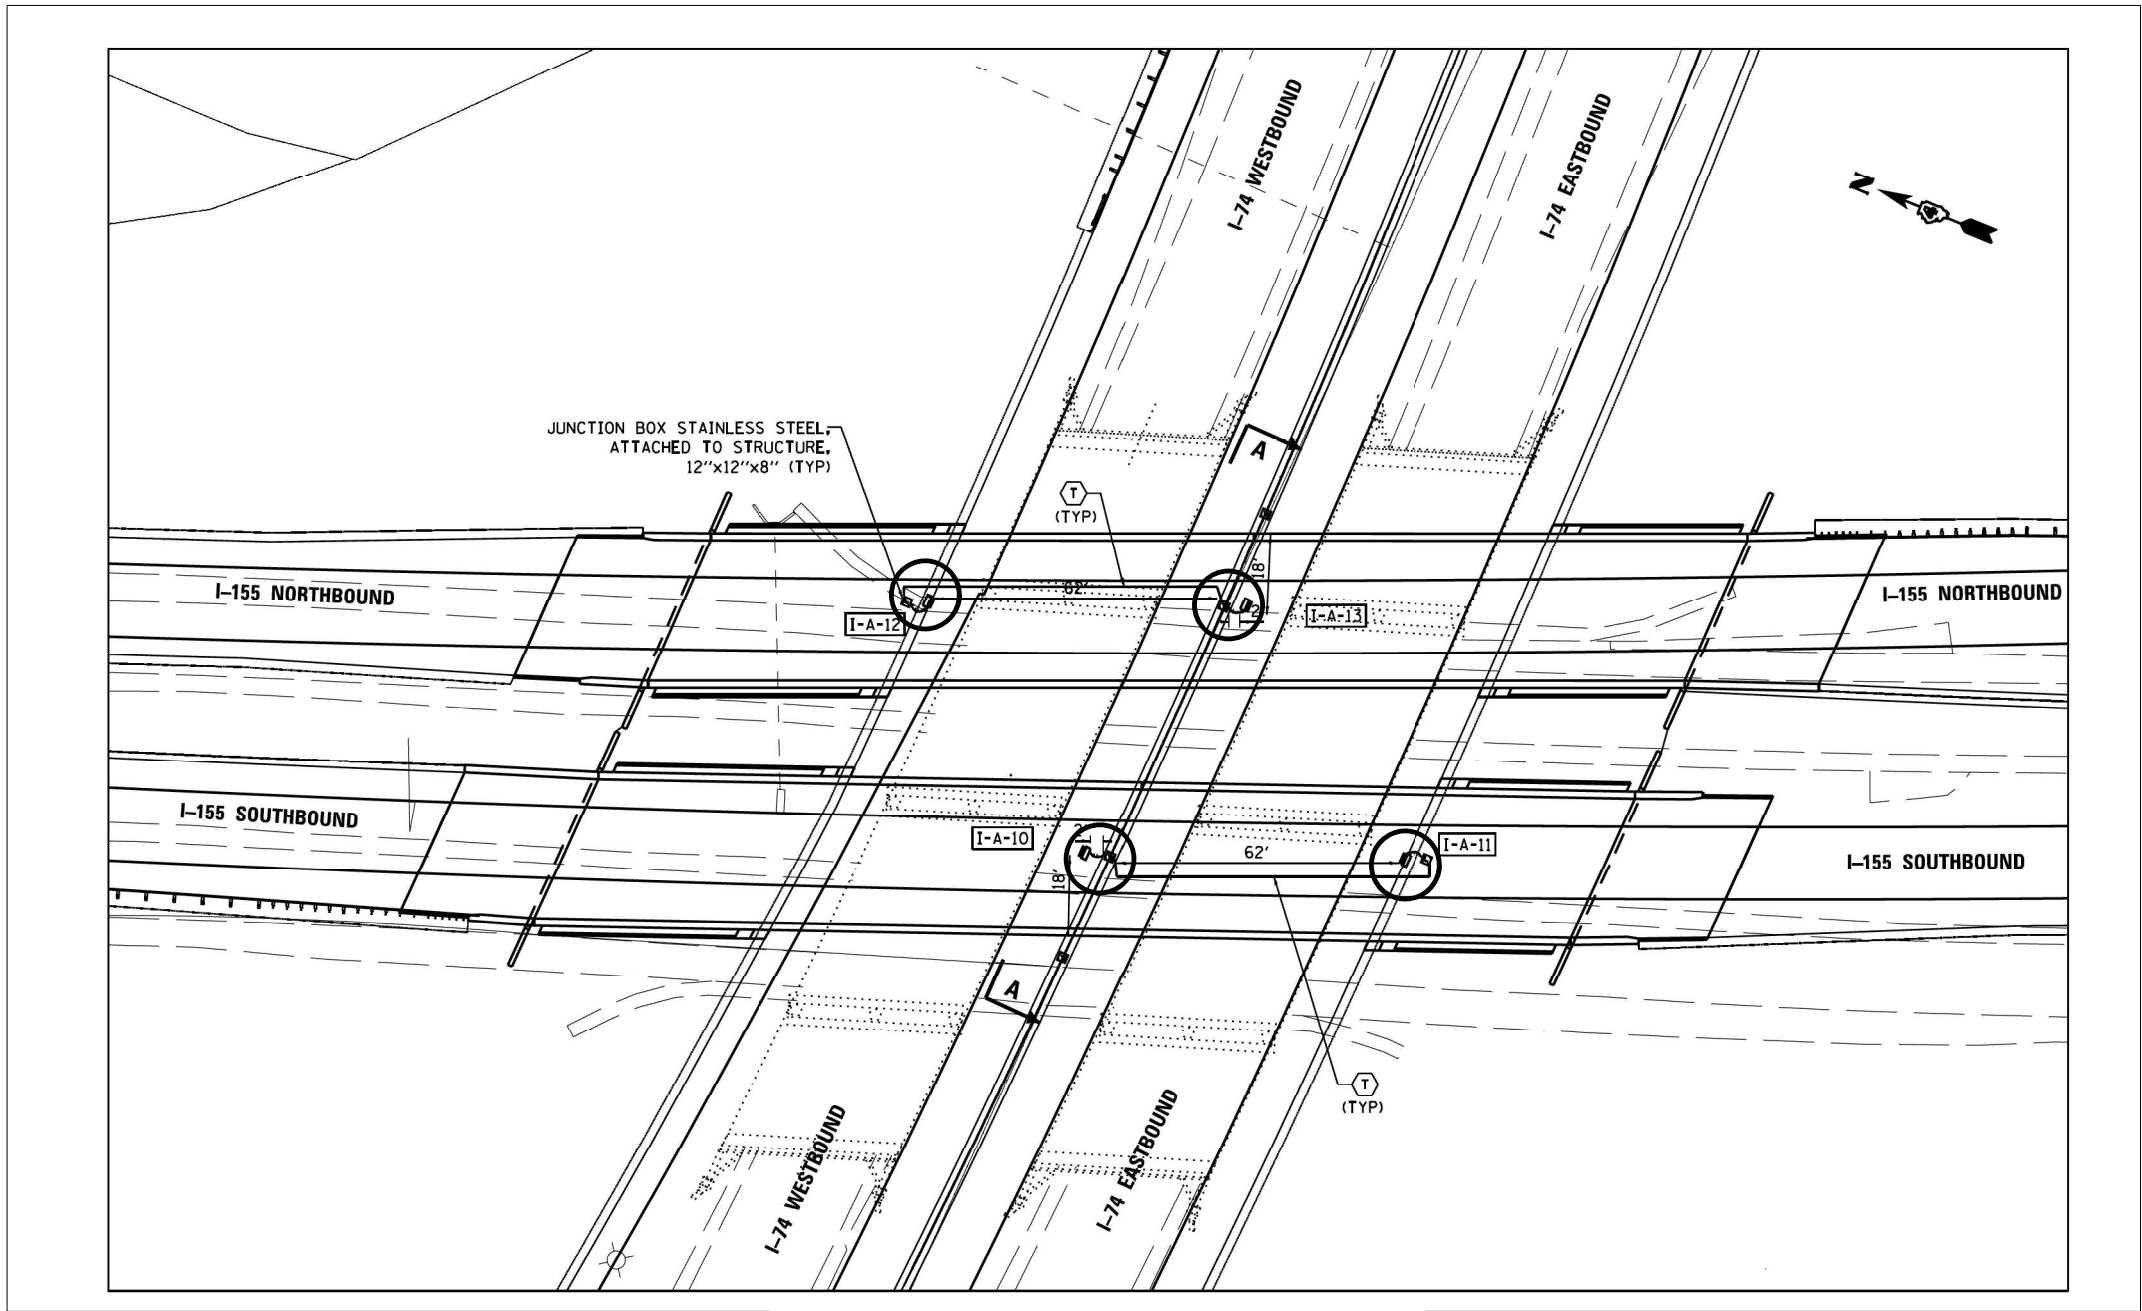 I-74 WESTBOUND
I-74 EASTBOUND
N
JUNCTION BOX STAINLESS STEEL,
ATTACHED TO STRUCTURE,
12"x12"x8" (TYP)
A
T
(TYP)
I-155 NORTHBOUND
62'
18'
I-155 NORTHBOUND
I-A-12
2'
I-A-13
I-155 SOUTHBOUND
I-A-10
62'
I-A-11
I-155 SOUTHBOUND
18'
A
T
(TYP)
I-74 WESTBOUND
I-74 EASTBOUND